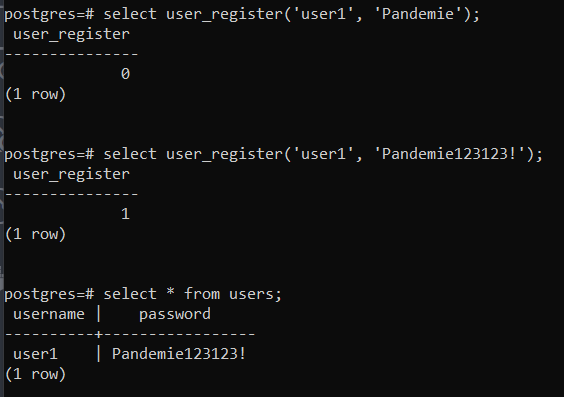 postgres=# select user_register('user1', 'Pandemie');
user_register
---------------
0
(1 row)
postgres=# select user_register('user1', 'Pandemie123123!');
user_register
---------------
1
(1 row)
postgres=# select * from users;
username |    password
----------+-----------------
user1    | Pandemie123123!
(1 row)